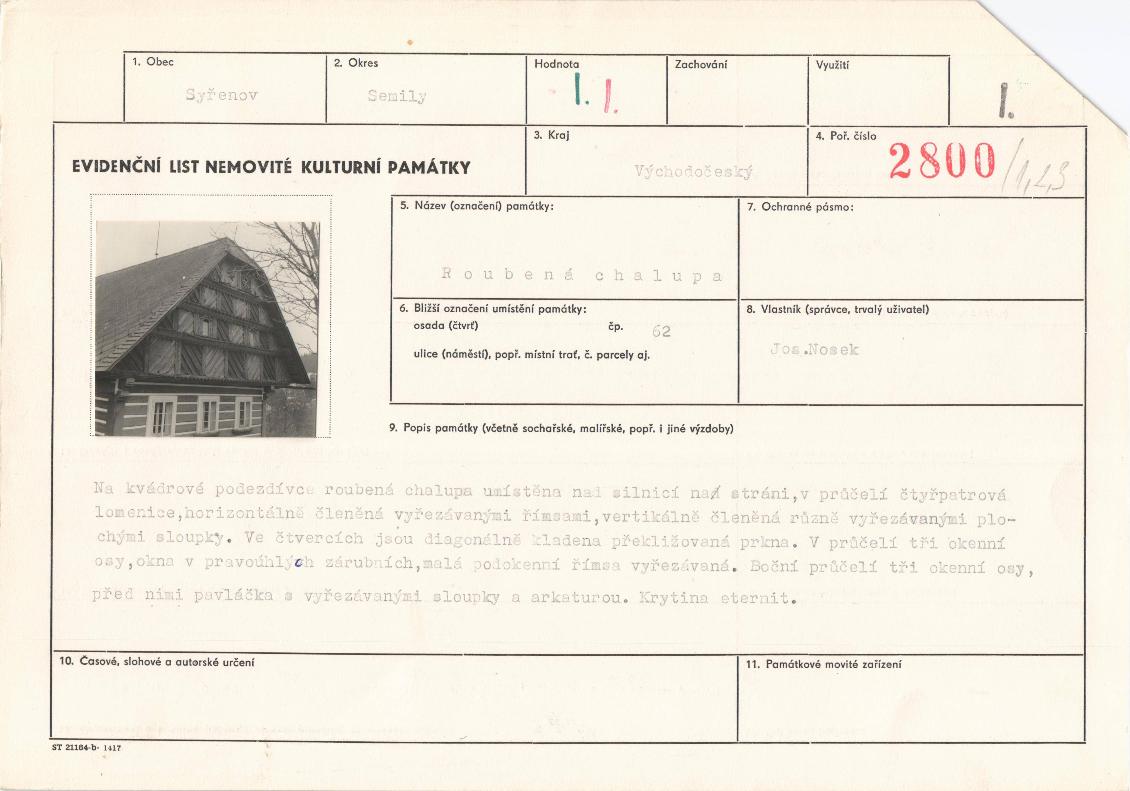 1. Obec
Syřenov
2. Okres
Semily
Hodnota
I. I.
Zachování
Využití
I.
EVIDENČNÍ LIST NEMOVITÉ KULTURNÍ PAMÁTKY
3. Kraj
Východočeský
4. Poř. číslo
2800/1,2,3
5. Název (označení) památky:
Roubená chalupa
7. Ochranné pásmo:
6. Bližší označení umístění památky:
osada (čtvrť) čp. 62
ulice (náměstí), popř. místní trať, č. parcely aj.
8. Vlastník (správce, trvalý uživatel)
Jos.Nosek
9. Popis památky (včetně sochařské, malířské, popř. i jiné výzdoby)
Na kvádrové podezdívce roubená chalupa umístěna nad silnicí na stráni,v průčelí čtyřpatrová
lomenice,horizontálně členěná vyřezávanými římsami,vertikálně členěná různě vyřezávanými plo-
chými sloupky. Ve čtvercích jsou diagonálně kladena překližovaná prkna. V průčelí tři okenní
osy,okna v pravoúhlých zárubních,malá podokenní římsa vyřezávaná. Boční průčelí tři okenní osy,
před nimi pavláčka s vyřezávanými sloupky a arkaturou. Krytina eternit.
10. Časové, slohové a autorské určení
11. Památkové movité zařízení
ST 21164-b- 1417